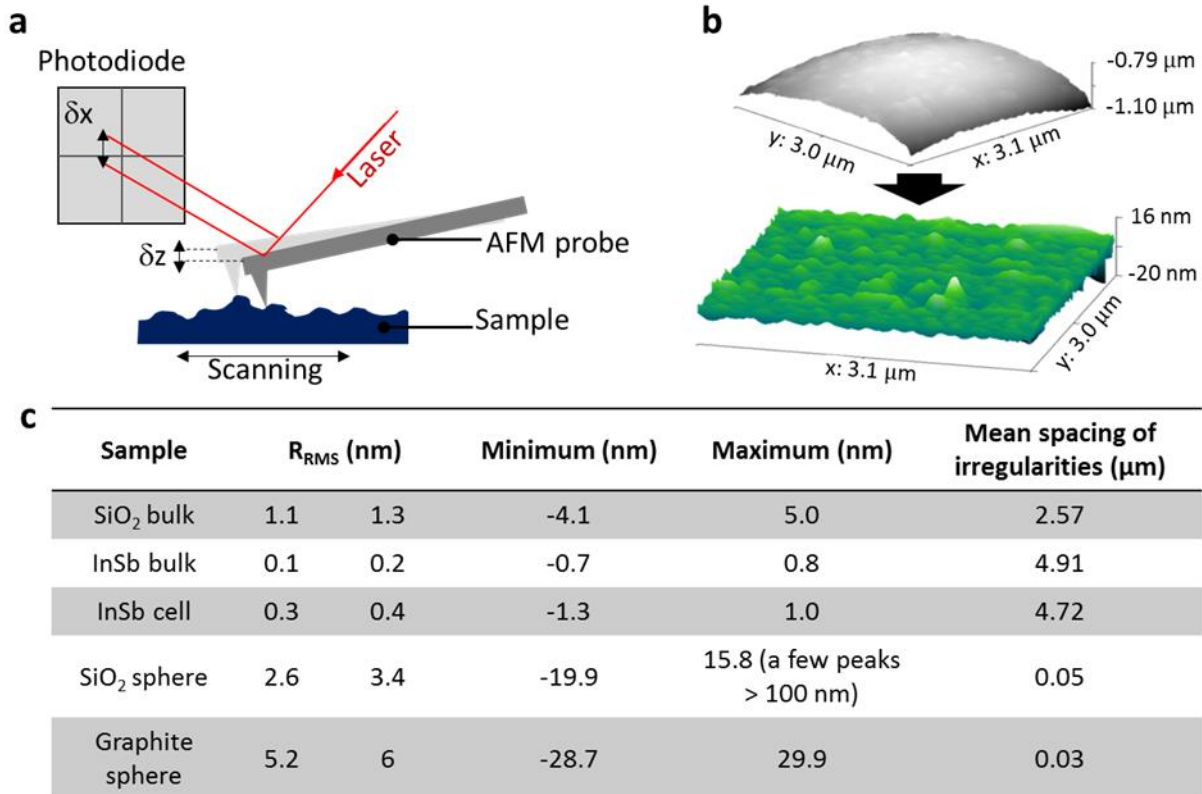 a
Photodiode
δx
Laser
δz
AFM probe
Sample
Scanning
b
-0.79 μm
-1.10 μm
y: 3.0 μm
x: 3.1 μm
16 nm
-20 nm
y: 3.0 μm
x: 3.1 μm
c
Sample R_RMS (nm) Minimum (nm) Maximum (nm) Mean spacing of
irregularities (μm)
SiO₂ bulk 1.1 1.3 -4.1 5.0 2.57
InSb bulk 0.1 0.2 -0.7 0.8 4.91
InSb cell 0.3 0.4 -1.3 1.0 4.72
SiO₂ sphere 2.6 3.4 -19.9 15.8 (a few peaks
> 100 nm) 0.05
Graphite
sphere 5.2 6 -28.7 29.9 0.03